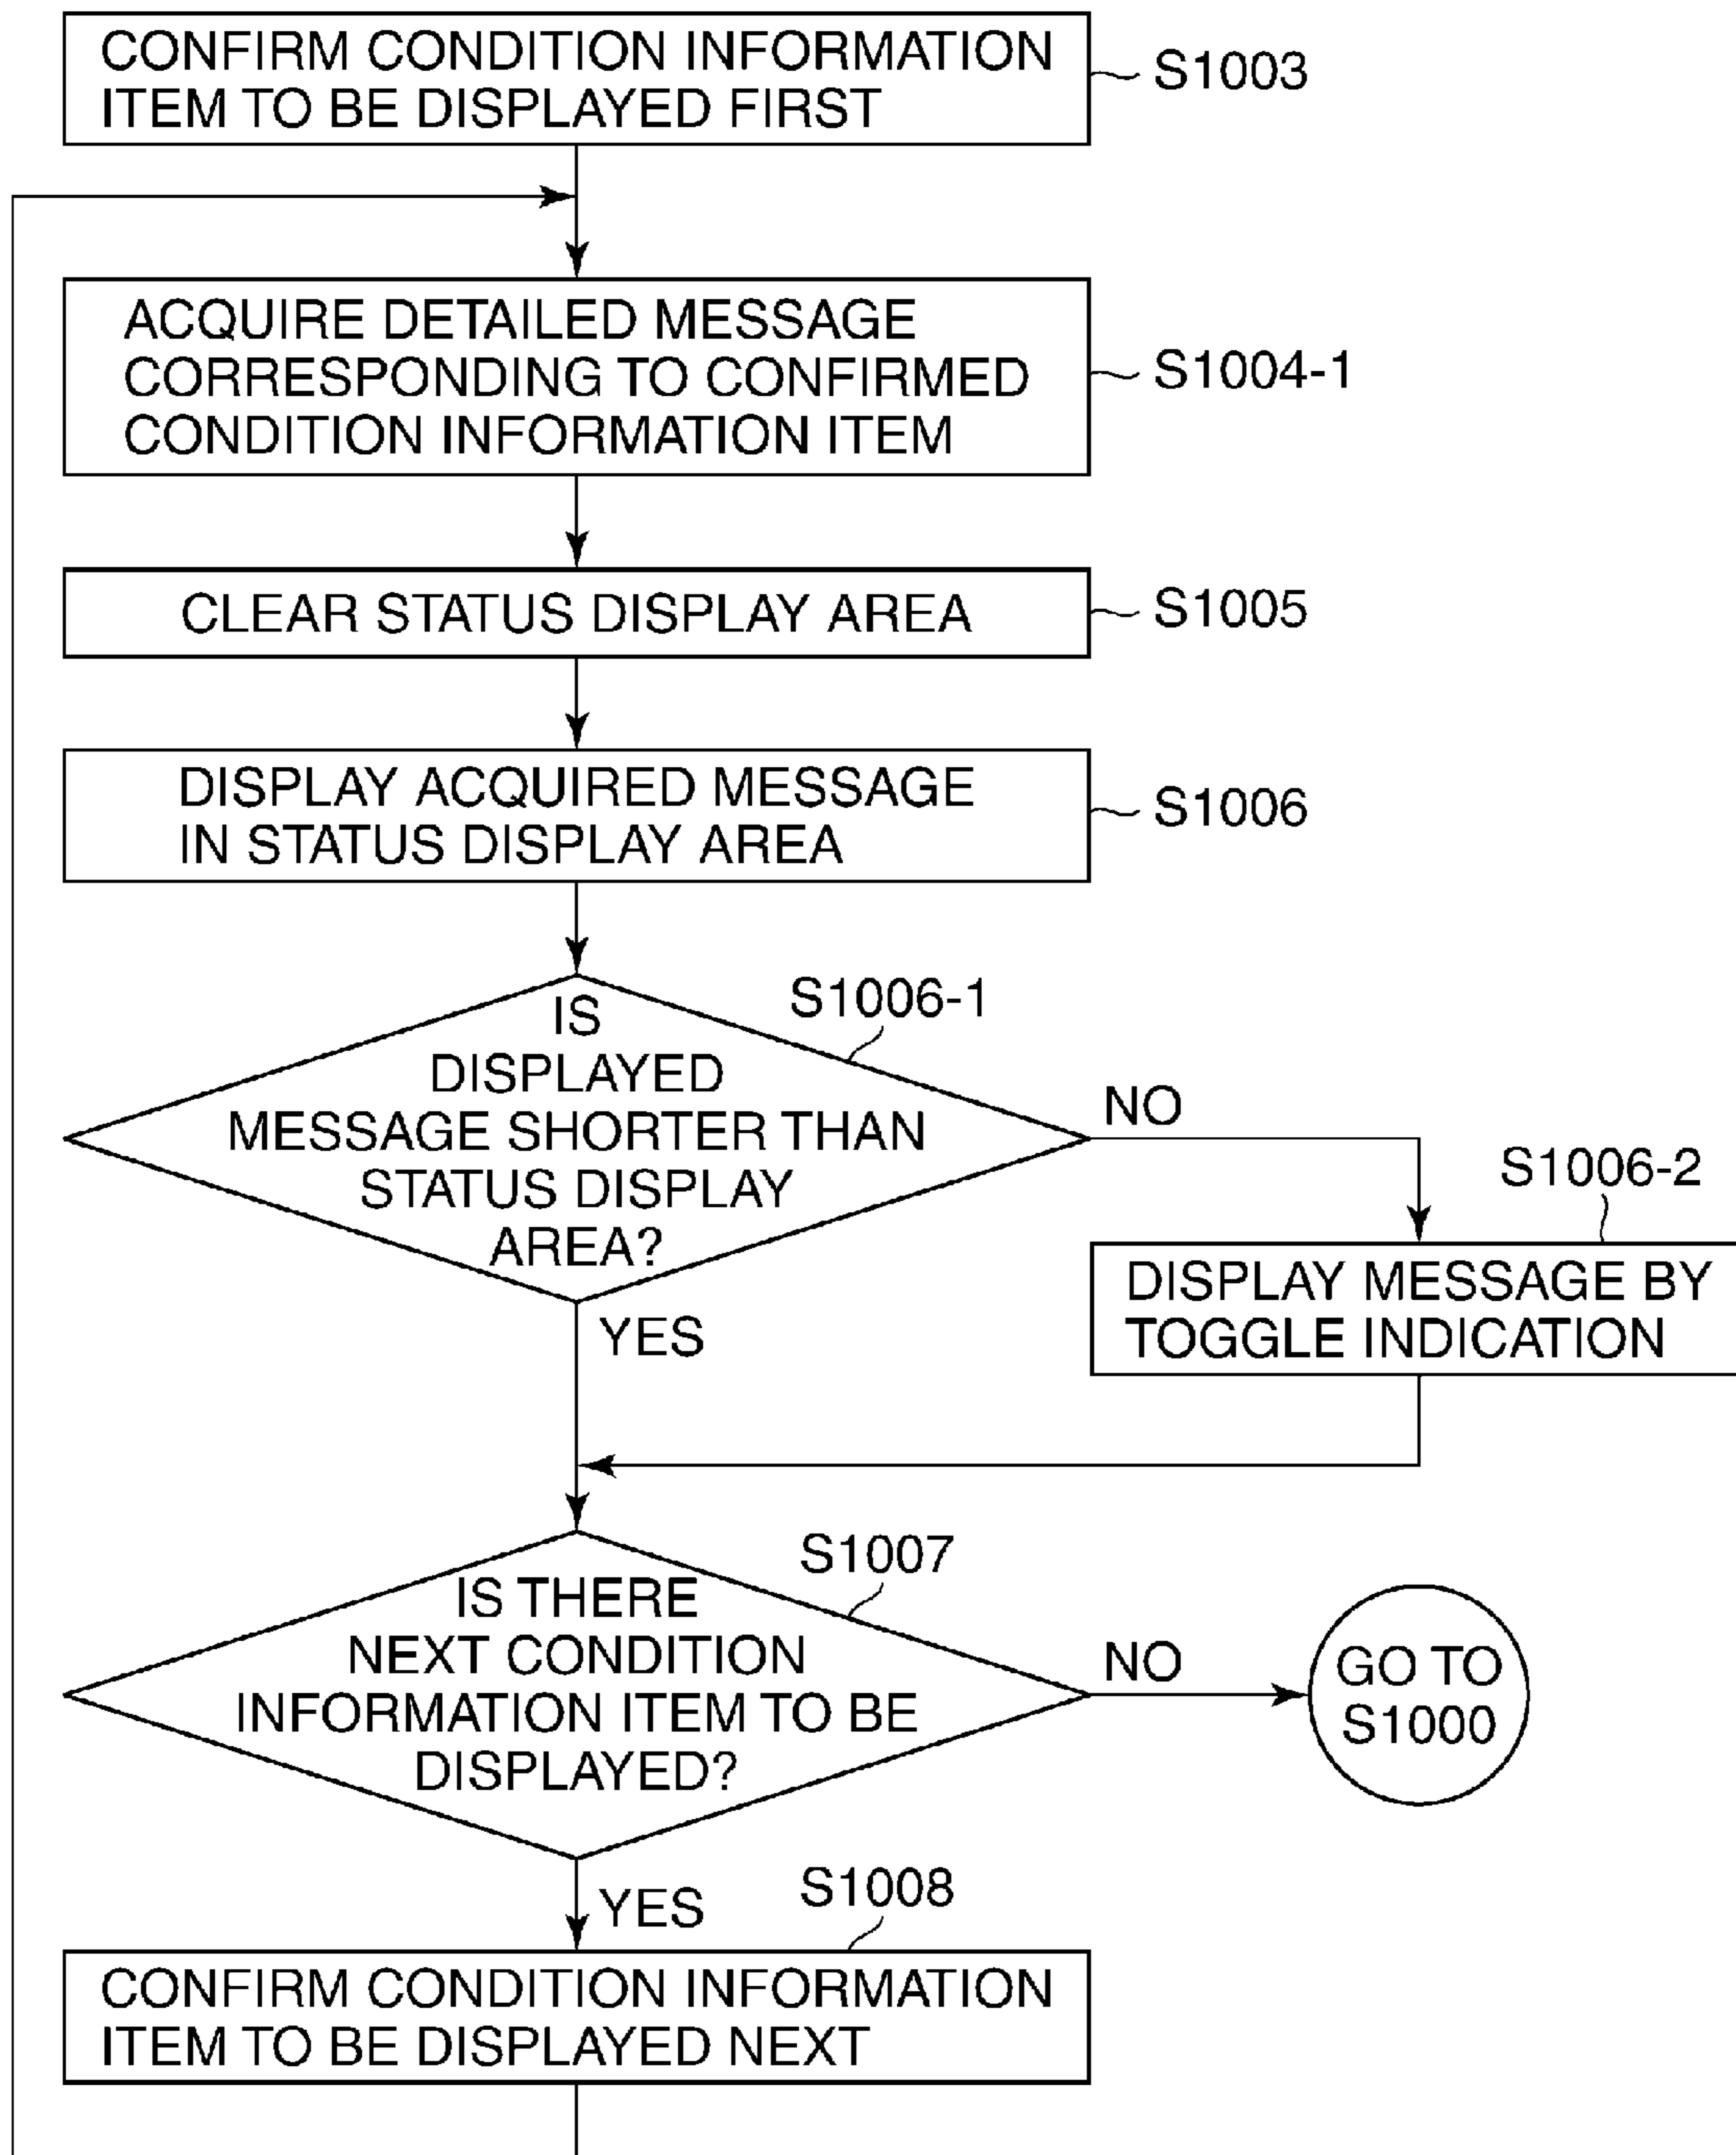 CONFIRM CONDITION INFORMATION
ITEM TO BE DISPLAYED FIRST
S1003
ACQUIRE DETAILED MESSAGE
CORRESPONDING TO CONFIRMED
CONDITION INFORMATION ITEM
S1004-1
CLEAR STATUS DISPLAY AREA
S1005
DISPLAY ACQUIRED MESSAGE
IN STATUS DISPLAY AREA
S1006
S1006-1
IS
DISPLAYED
MESSAGE SHORTER THAN
STATUS DISPLAY
AREA?
NO
YES
S1006-2
DISPLAY MESSAGE BY
TOGGLE INDICATION
S1007
IS THERE
NEXT CONDITION
INFORMATION ITEM TO BE
DISPLAYED?
NO
GO TO
S1000
YES
S1008
CONFIRM CONDITION INFORMATION
ITEM TO BE DISPLAYED NEXT